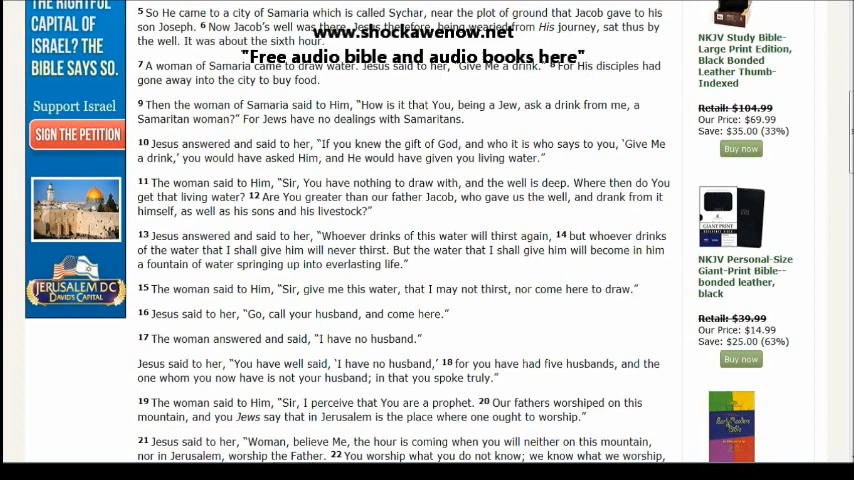 THE RIGHTFUL
CAPITAL OF
ISRAEL? THE
BIBLE SAYS SO.
Support Israel
SIGN THE PETITION
JERUSALEM DC
DAVID'S CAPITAL
www.shockawenow.net
"Free audio bible and audio books here"
5 So He came to a city of Samaria which is called Sychar, near the plot of ground that Jacob gave to his
son Joseph. 6 Now Jacob's well was there. Jesus therefore, being wearied from His journey, sat thus by
the well. It was about the sixth hour.
7 A woman of Samaria came to draw water. Jesus said to her, "Give Me a drink." 8 For His disciples had
gone away into the city to buy food.
9 Then the woman of Samaria said to Him, "How is it that You, being a Jew, ask a drink from me, a
Samaritan woman?" For Jews have no dealings with Samaritans.
10 Jesus answered and said to her, "If you knew the gift of God, and who it is who says to you, 'Give Me
a drink,' you would have asked Him, and He would have given you living water."
11 The woman said to Him, "Sir, You have nothing to draw with, and the well is deep. Where then do You
get that living water? 12 Are You greater than our father Jacob, who gave us the well, and drank from it
himself, as well as his sons and his livestock?"
13 Jesus answered and said to her, "Whoever drinks of this water will thirst again, 14 but whoever drinks
of the water that I shall give him will never thirst. But the water that I shall give him will become in him
a fountain of water springing up into everlasting life."
15 The woman said to Him, "Sir, give me this water, that I may not thirst, nor come here to draw."
16 Jesus said to her, "Go, call your husband, and come here."
17 The woman answered and said, "I have no husband."
Jesus said to her, "You have well said, 'I have no husband,' 18 for you have had five husbands, and the
one whom you now have is not your husband; in that you spoke truly."
19 The woman said to Him, "Sir, I perceive that You are a prophet. 20 Our fathers worshiped on this
mountain, and you Jews say that in Jerusalem is the place where one ought to worship."
21 Jesus said to her, "Woman, believe Me, the hour is coming when you will neither on this mountain,
nor in Jerusalem, worship the Father. 22 You worship what you do not know; we know what we worship,
NKJV Study Bible-
Large Print Edition,
Black Bonded
Leather Thumb-
Indexed
Retail: $104.99
Our Price: $69.99
Save: $35.00 (33%)
Buy now
GIANT PRINT
NKJV Personal-Size
Giant-Print Bible--
bonded leather,
black
Retail: $39.99
Our Price: $14.99
Save: $25.00 (63%)
Buy now